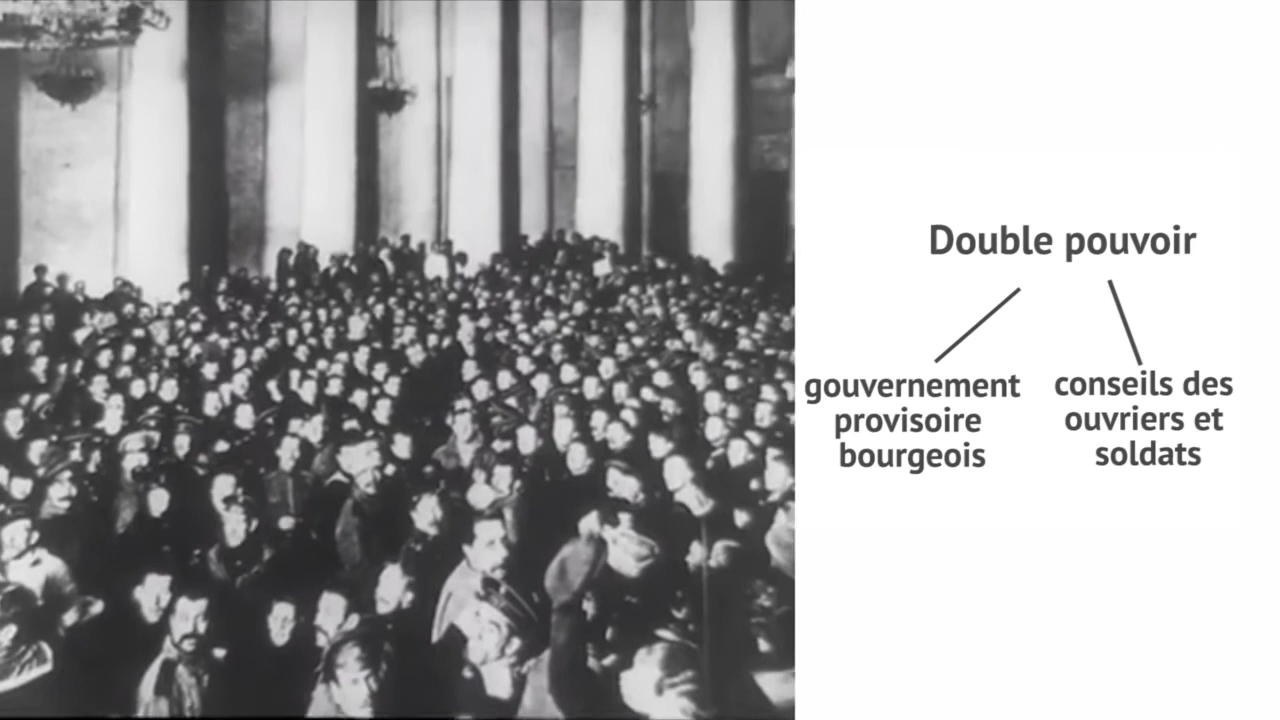 Double pouvoir
gouvernement
provisoire
bourgeois
conseils des
ouvriers et
soldats